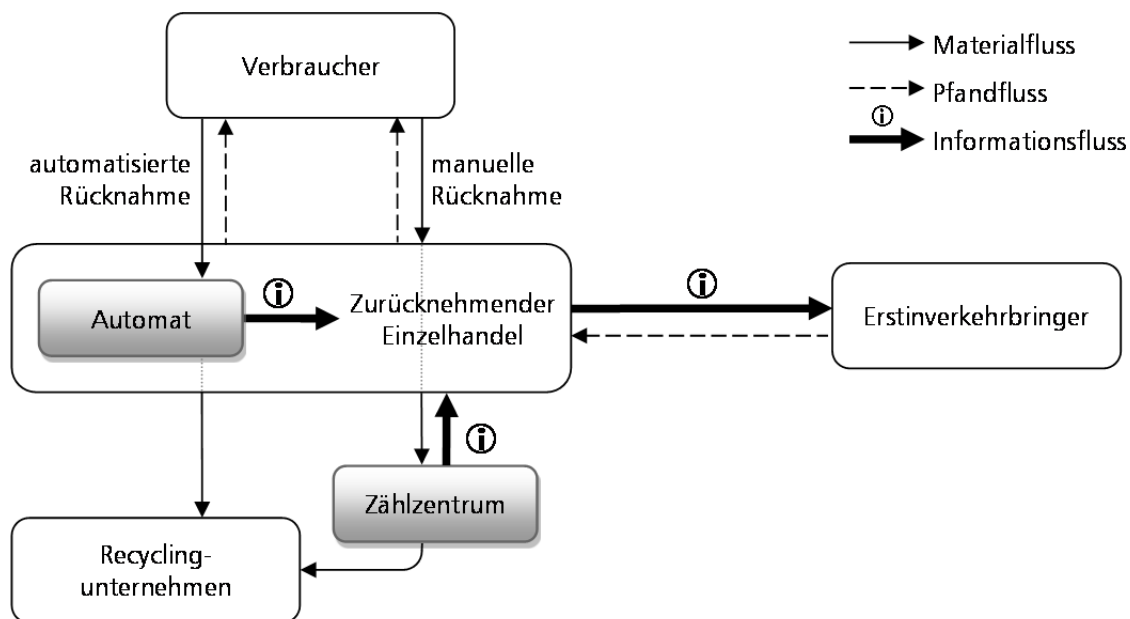 Verbraucher
Materialfluss
Pfandfluss
Informationsfluss
automatisierte
Rücknahme
manuelle
Rücknahme
Automat
Zurücknehmender
Einzelhandel
Erstinverkehrbringer
Zählzentrum
Recycling-
unternehmen